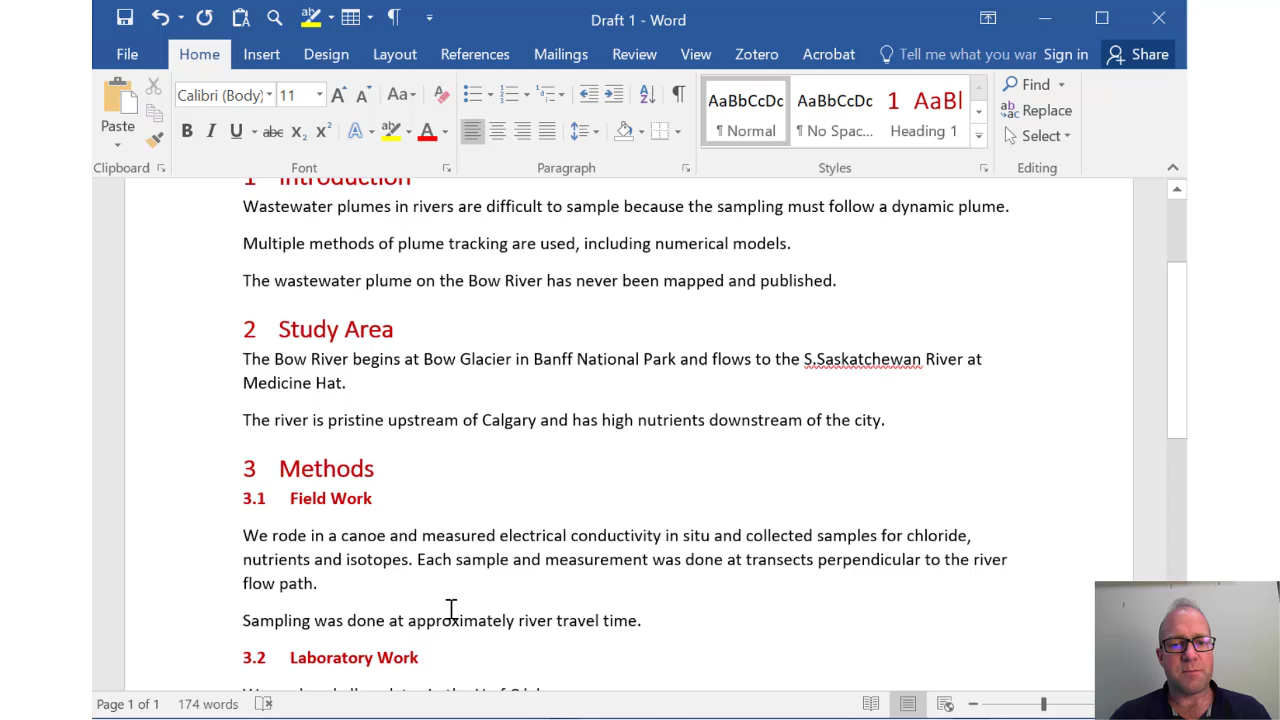 Draft 1 - Word
File Home Insert Design Layout References Mailings Review View Zotero Acrobat Tell me what you war Sign in Share
Paste
Calibri (Body) 11
AaBbCcDc AaBbCcDc 1 AaBl
¶ Normal ¶ No Spac... Heading 1
Find
Replace
Select
Clipboard Font Paragraph Styles Editing
1 Introduction
Wastewater plumes in rivers are difficult to sample because the sampling must follow a dynamic plume.
Multiple methods of plume tracking are used, including numerical models.
The wastewater plume on the Bow River has never been mapped and published.
2 Study Area
The Bow River begins at Bow Glacier in Banff National Park and flows to the S.Saskatchewan River at
Medicine Hat.
The river is pristine upstream of Calgary and has high nutrients downstream of the city.
3 Methods
3.1 Field Work
We rode in a canoe and measured electrical conductivity in situ and collected samples for chloride,
nutrients and isotopes. Each sample and measurement was done at transects perpendicular to the river
flow path.
Sampling was done at approximately river travel time.
3.2 Laboratory Work
Page 1 of 1 174 words